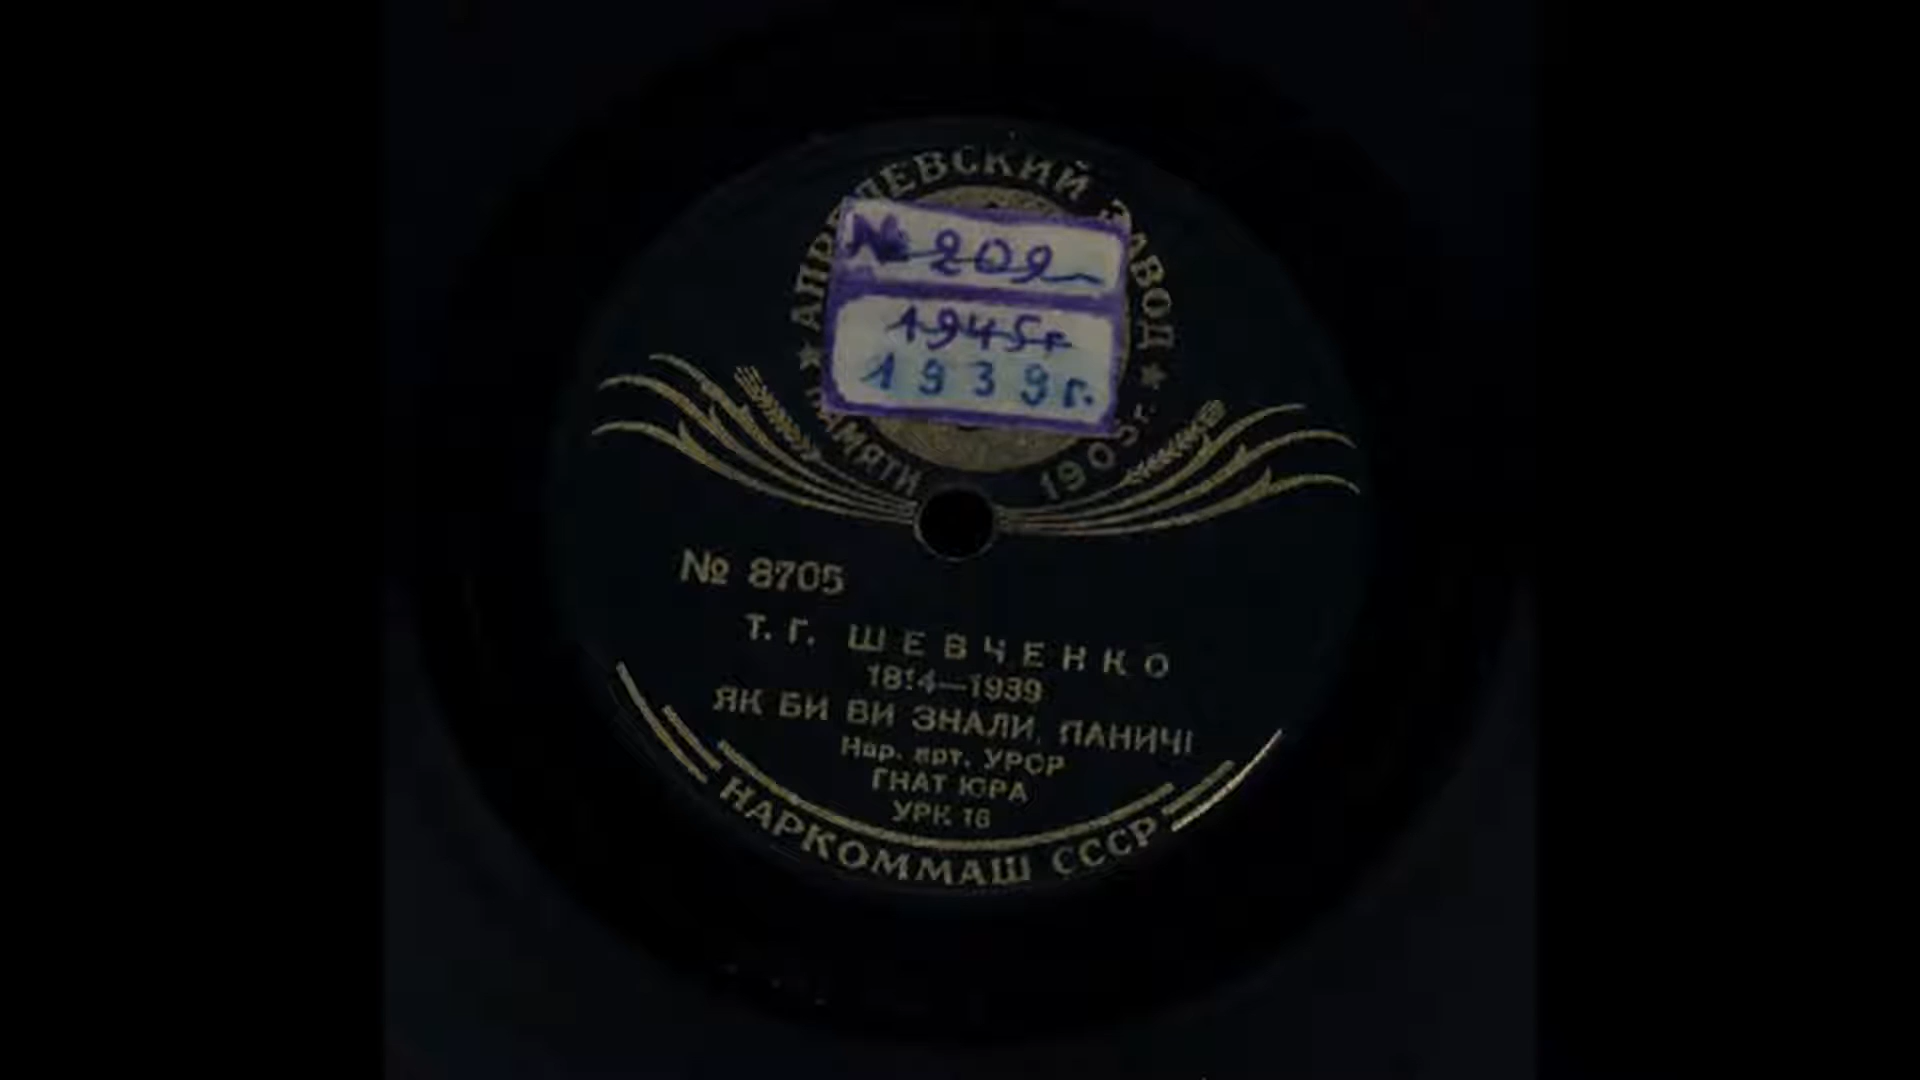 АПРЕЛЕВСКИЙ ЗАВОД
№ 209
1945г
1939г.
ПАМЯТИ 1905г.
№ 8705
Т. Г. ШЕВЧЕНКО
1814—1939
ЯК БИ ВИ ЗНАЛИ, ПАНИЧІ
Нар. арт. УРСР
ГНАТ ЮРА
УРК 16
НАРКОММАШ СССР